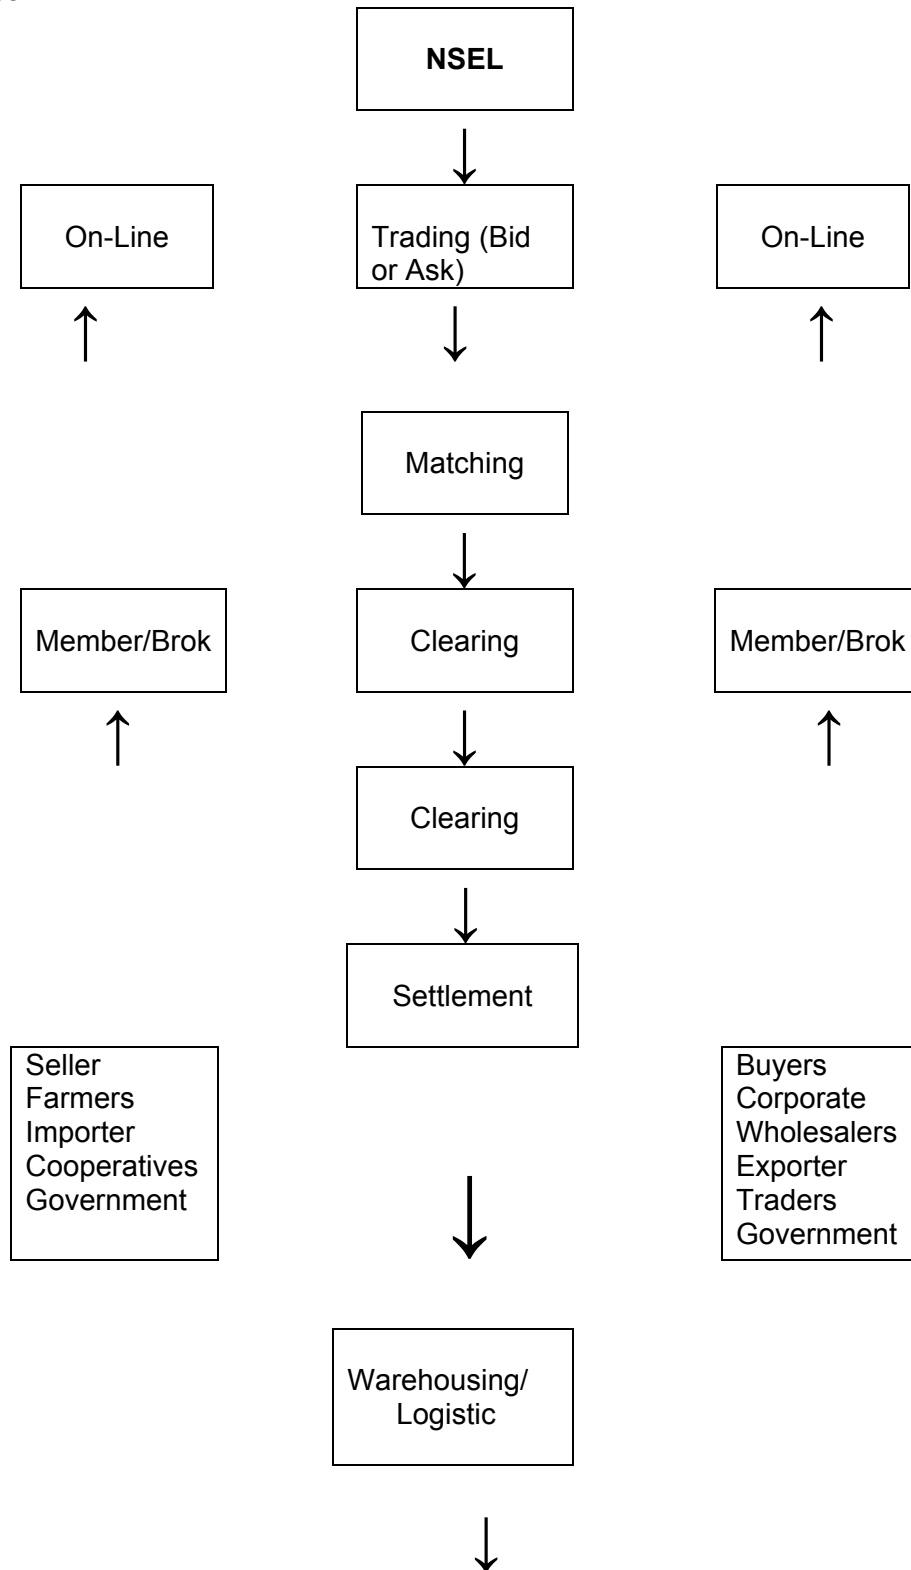 NSEL
On-Line
Trading (Bid
or Ask)
On-Line
Matching
Member/Brok
Clearing
Member/Brok
Clearing
Settlement
Seller
Farmers
Importer
Cooperatives
Government
Buyers
Corporate
Wholesalers
Exporter
Traders
Government
Warehousing/
Logistic